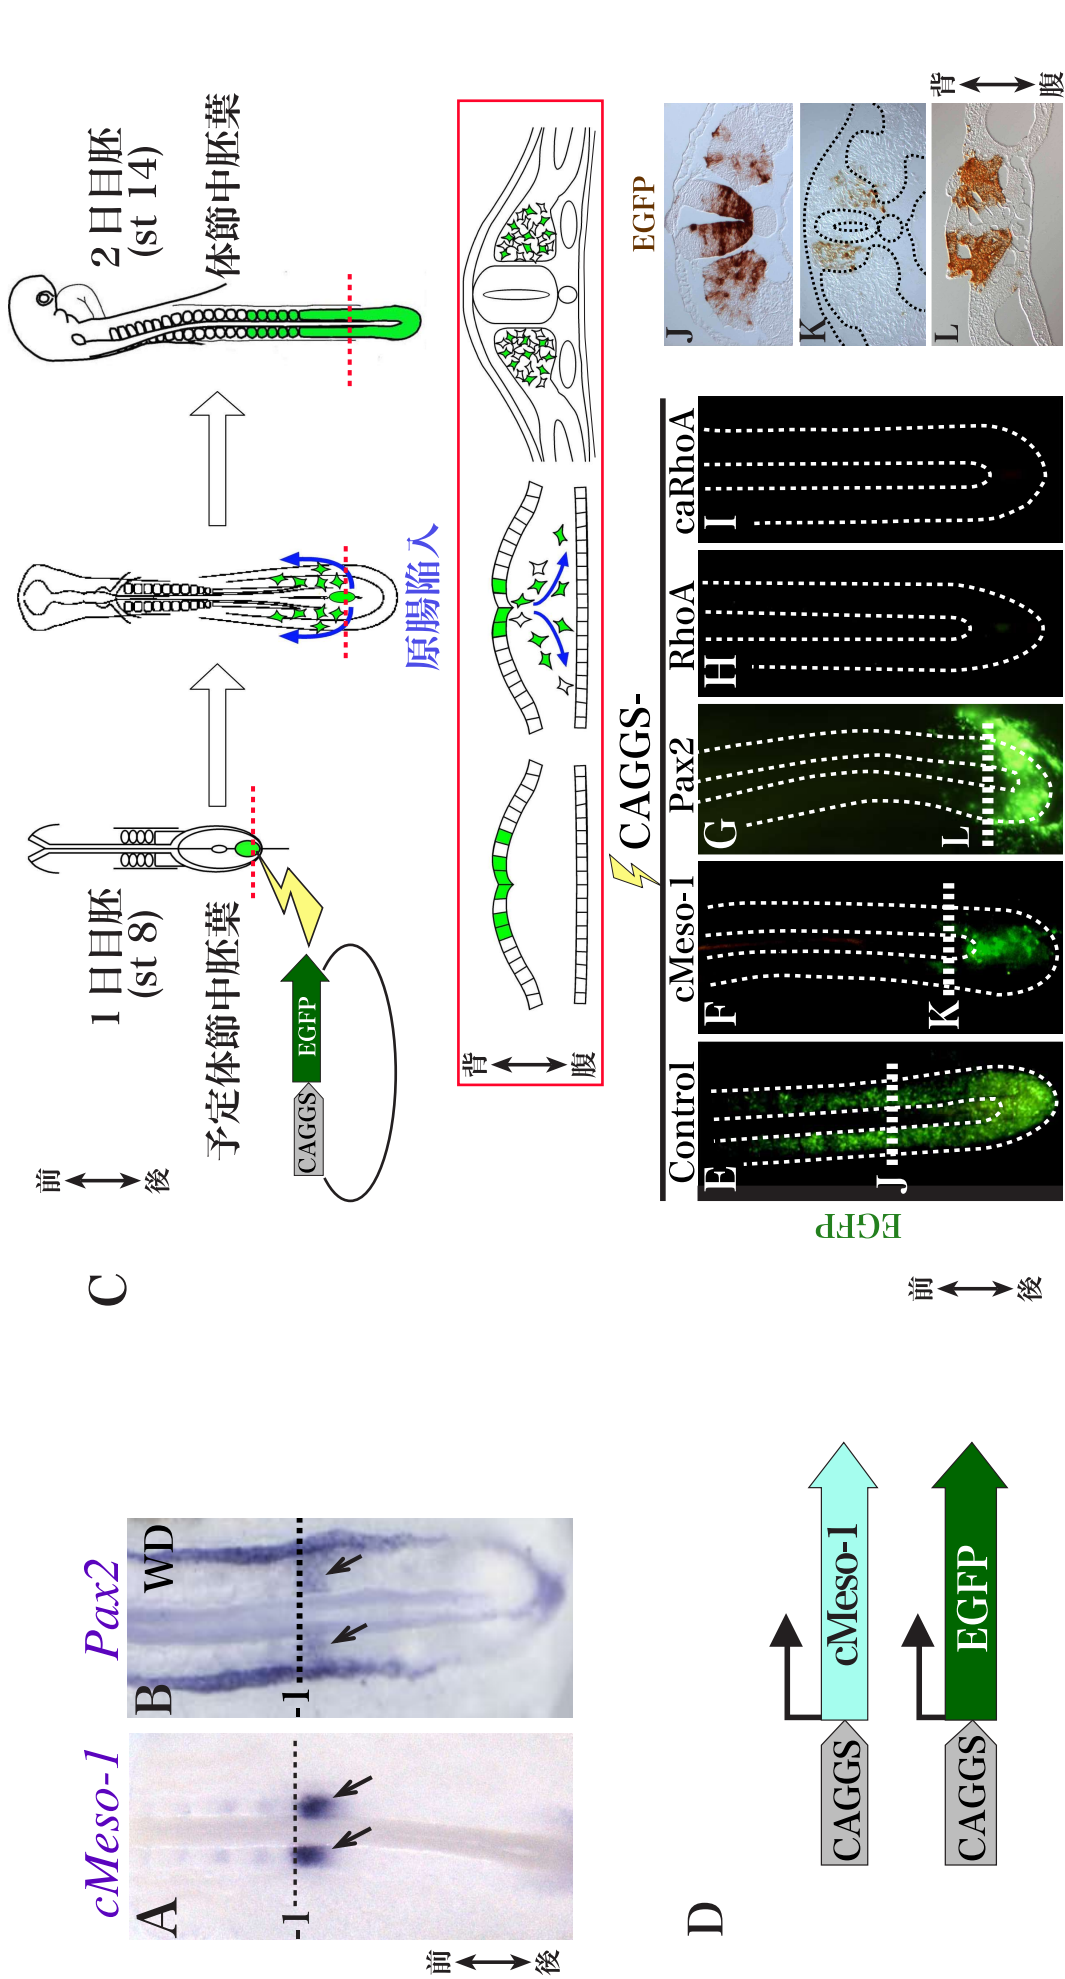 A
cMeso-1
-1
前
後
B
Pax2
WD
-1
C
前
後
1日目胚
(st 8)
予定体節中胚葉
CAGGS
EGFP
原腸陥入
2日目胚
(st 14)
体節中胚葉
背
腹
D
CAGGS
cMeso-1
CAGGS
EGFP
CAGGS-
Control
cMeso-1
Pax2
RhoA
caRhoA
EGFP
前
後
E
J
F
K
G
L
H
I
EGFP
J
K
L
背
腹